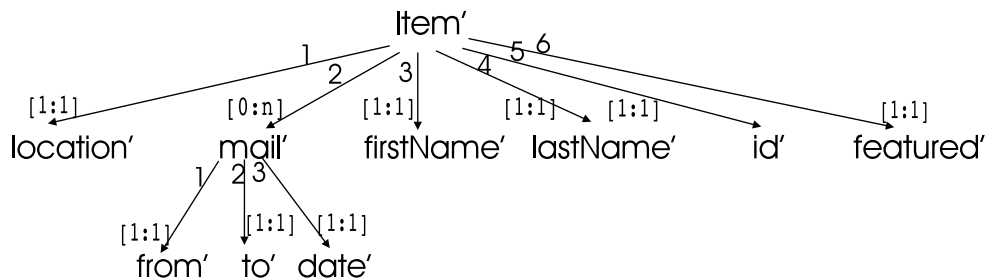 Item'
1 2 3 4 5 6
[1:1] [0:n] [1:1] [1:1] [1:1] [1:1]
location' mail' firstName' lastName' id' featured'
1 2 3
[1:1] [1:1] [1:1]
from' to' date'